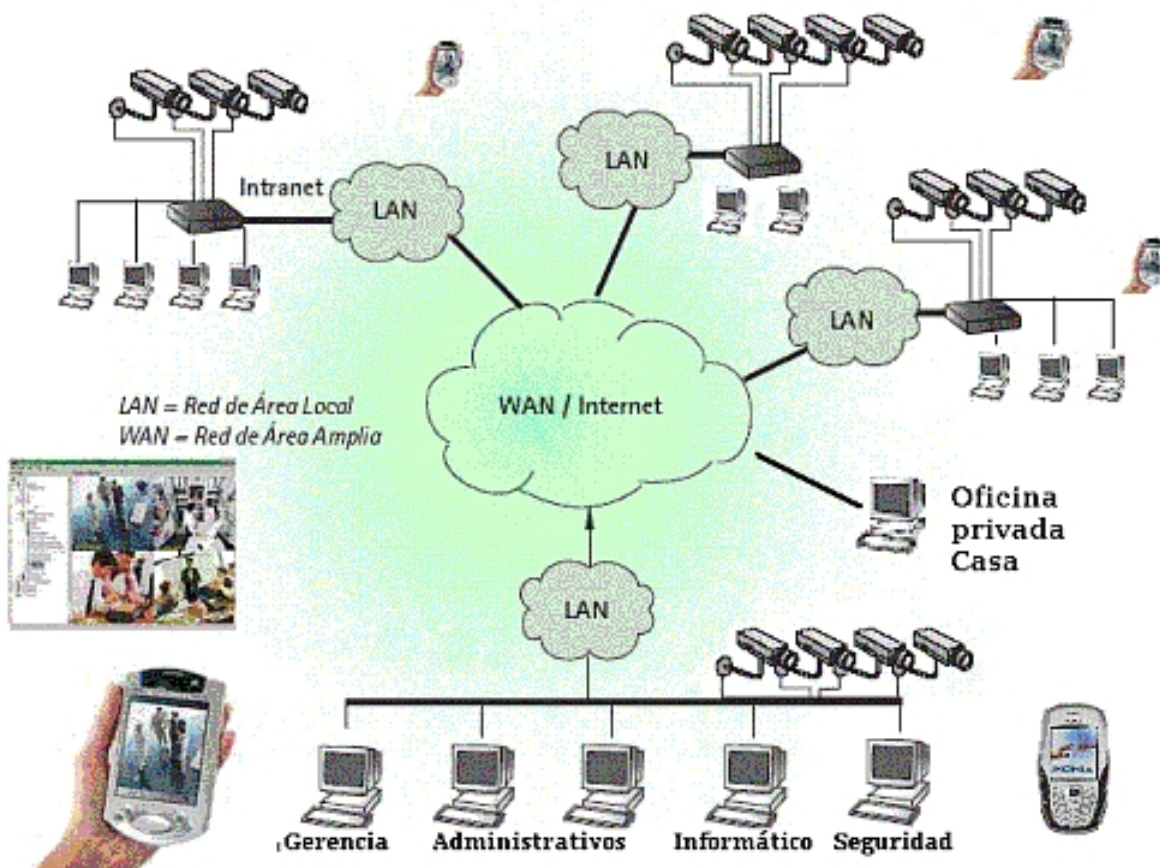 LAN
Intranet
LAN
LAN
WAN / Internet
LAN = Red de Área Local
WAN = Red de Área Amplia
Oficina
privada
Casa
LAN
NOKIA
Gerencia
Administrativos
Informático
Seguridad